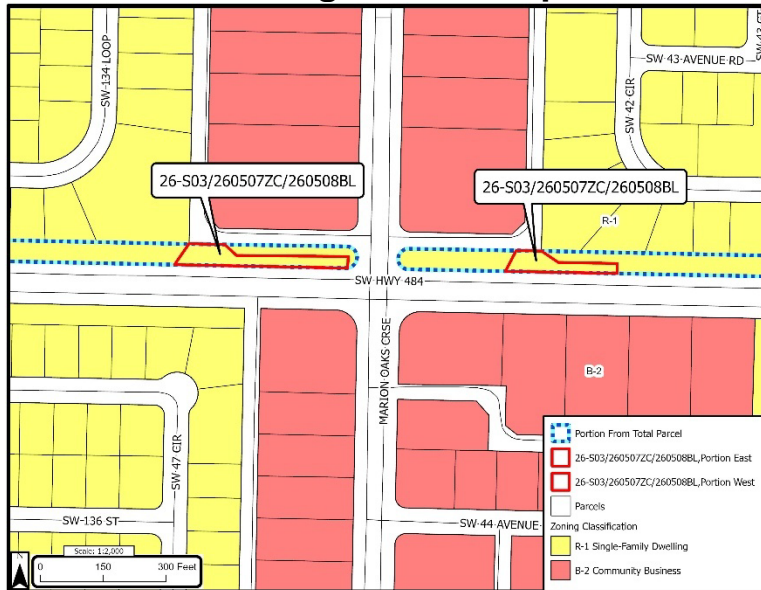 SW 134 LOOP
SW 43 AVENUE RD
SW 42 CIR
26-S03/260507ZC/260508BL
26-S03/260507ZC/260508BL
R-1
SW HWY 484
MARION OAKS CRSE
B-2
SW 47 CIR
SW 136 ST
SW 44 AVENUE
Portion From Total Parcel
26-S03/260507ZC/260508BL,Portion East
26-S03/260507ZC/260508BL,Portion West
Parcels
Zoning Classification
R-1 Single-Family Dwelling
B-2 Community Business
Scale: 1:2,000
0 150 300 Feet